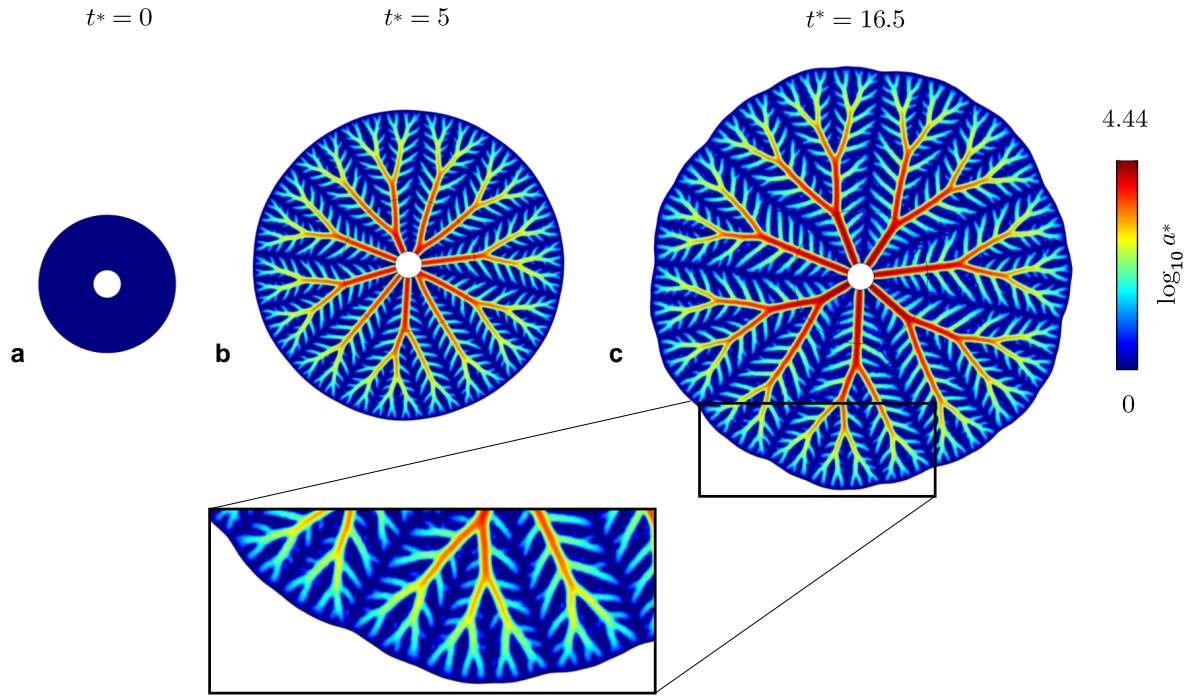 t* = 0
t* = 5
t* = 16.5
a
b
c
4.44
log₁₀ a*
0